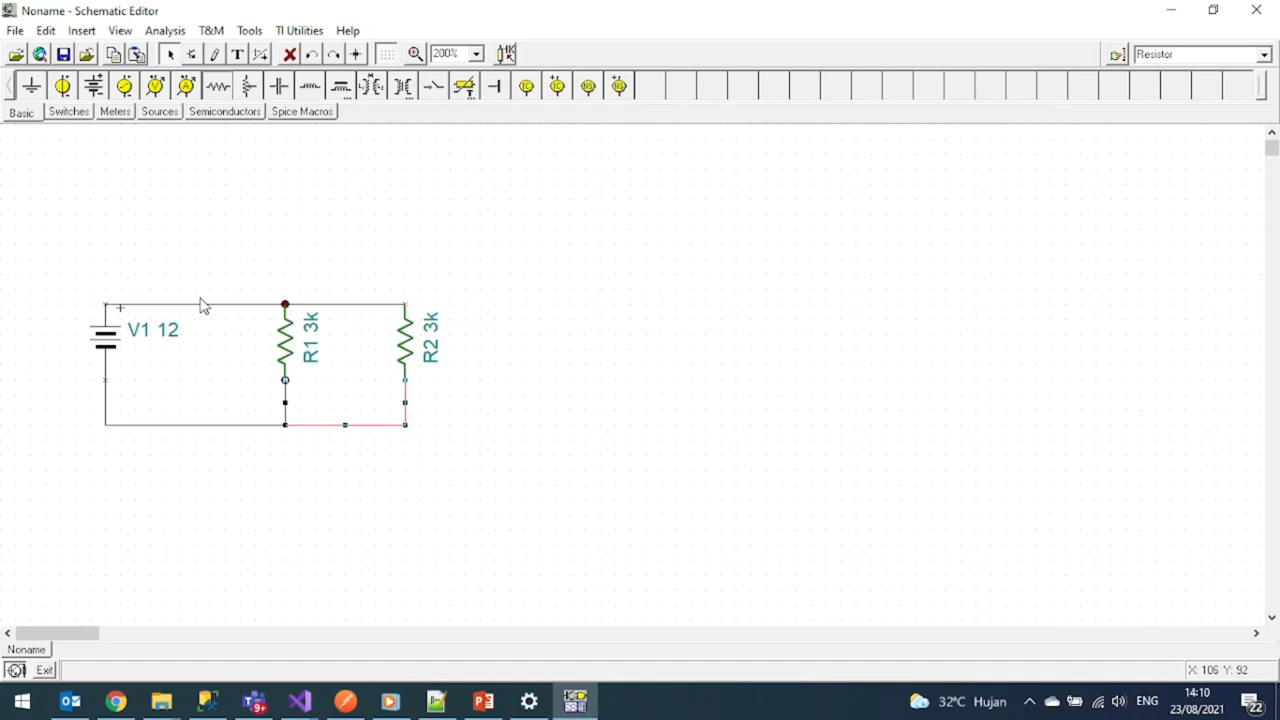 Noname - Schematic Editor
File Edit Insert View Analysis T&M Tools TI Utilities Help
T 200% Resistor
Basic Switches Meters Sources Semiconductors Spice Macros
V1 12
R1 3k
R2 3k
Noname
Exit X: 106 Y: 92
32°C Hujan ENG 14:10
23/08/2021 22